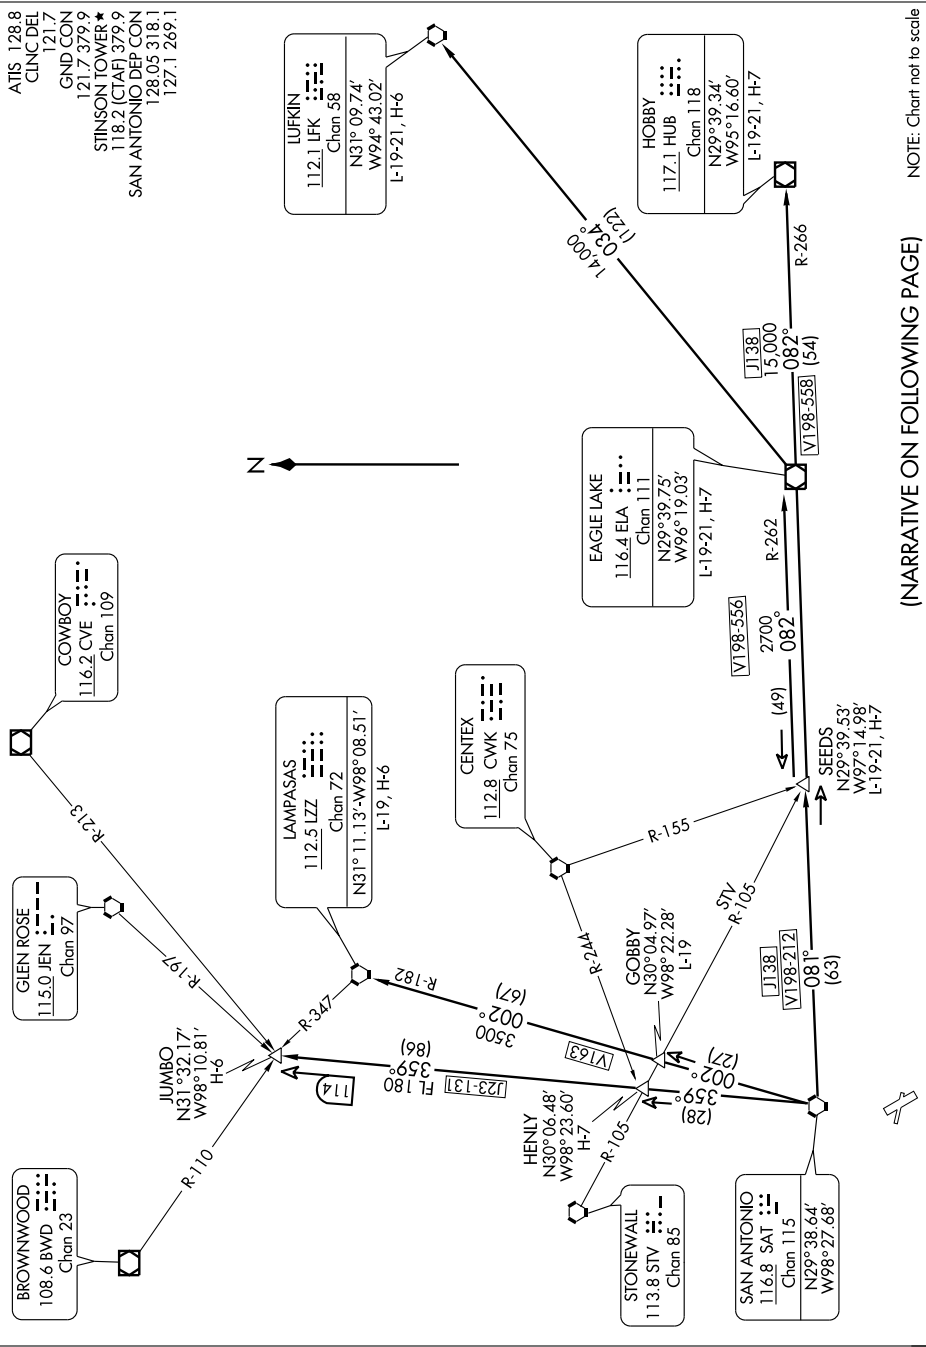 ATIS 128.8
CLNC DEL
121.7
GND CON
121.7 379.9
STINSON TOWER★
118.2 (CTAF) 379.9
SAN ANTONIO DEP CON
128.05 318.1
127.1 269.1
BROWNWOOD
108.6 BWD
Chan 23
GLEN ROSE
115.0 JEN
Chan 97
COWBOY
116.2 CVE
Chan 109
LUFKIN
112.1 LFK
Chan 58
N31° 09.74′
W94° 43.02′
L-19-21, H-6
R-110
R-197
R-213
JUMBO
N31°32.17′
W98°10.81′
H-6
114
R-347
LAMPASAS
112.5 LZZ
Chan 72
N31° 11.13′-W98°08.51′
L-19, H-6
N
R-182
FL 180
359°
(86)
J23-131
3500
002°
(67)
V163
14,000
034°
(122)
HOBBY
117.1 HUB
Chan 118
N29°39.34′
W95°16.60′
L-19-21, H-7
CENTEX
112.8 CWK
Chan 75
R-244
R-155
HENLY
N30°06.48′
W98°23.60′
H-7
GOBBY
N30°04.97′
W98°22.28′
L-19
STONEWALL
113.8 STV
Chan 85
R-105
STV
R-105
EAGLE LAKE
116.4 ELA
Chan 111
N29°39.75′
W96°19.03′
L-19-21, H-7
(28)
359°
002°
(27)
SAN ANTONIO
116.8 SAT
Chan 115
N29°38.64′
W98°27.68′
J138
V198-212
081°
(63)
SEEDS
N29°39.53′
W97°14.98′
L-19-21, H-7
(49)
V198-556
2700
082°
R-262
J138
15,000
082°
(54)
V198-558
R-266
(NARRATIVE ON FOLLOWING PAGE)
NOTE: Chart not to scale